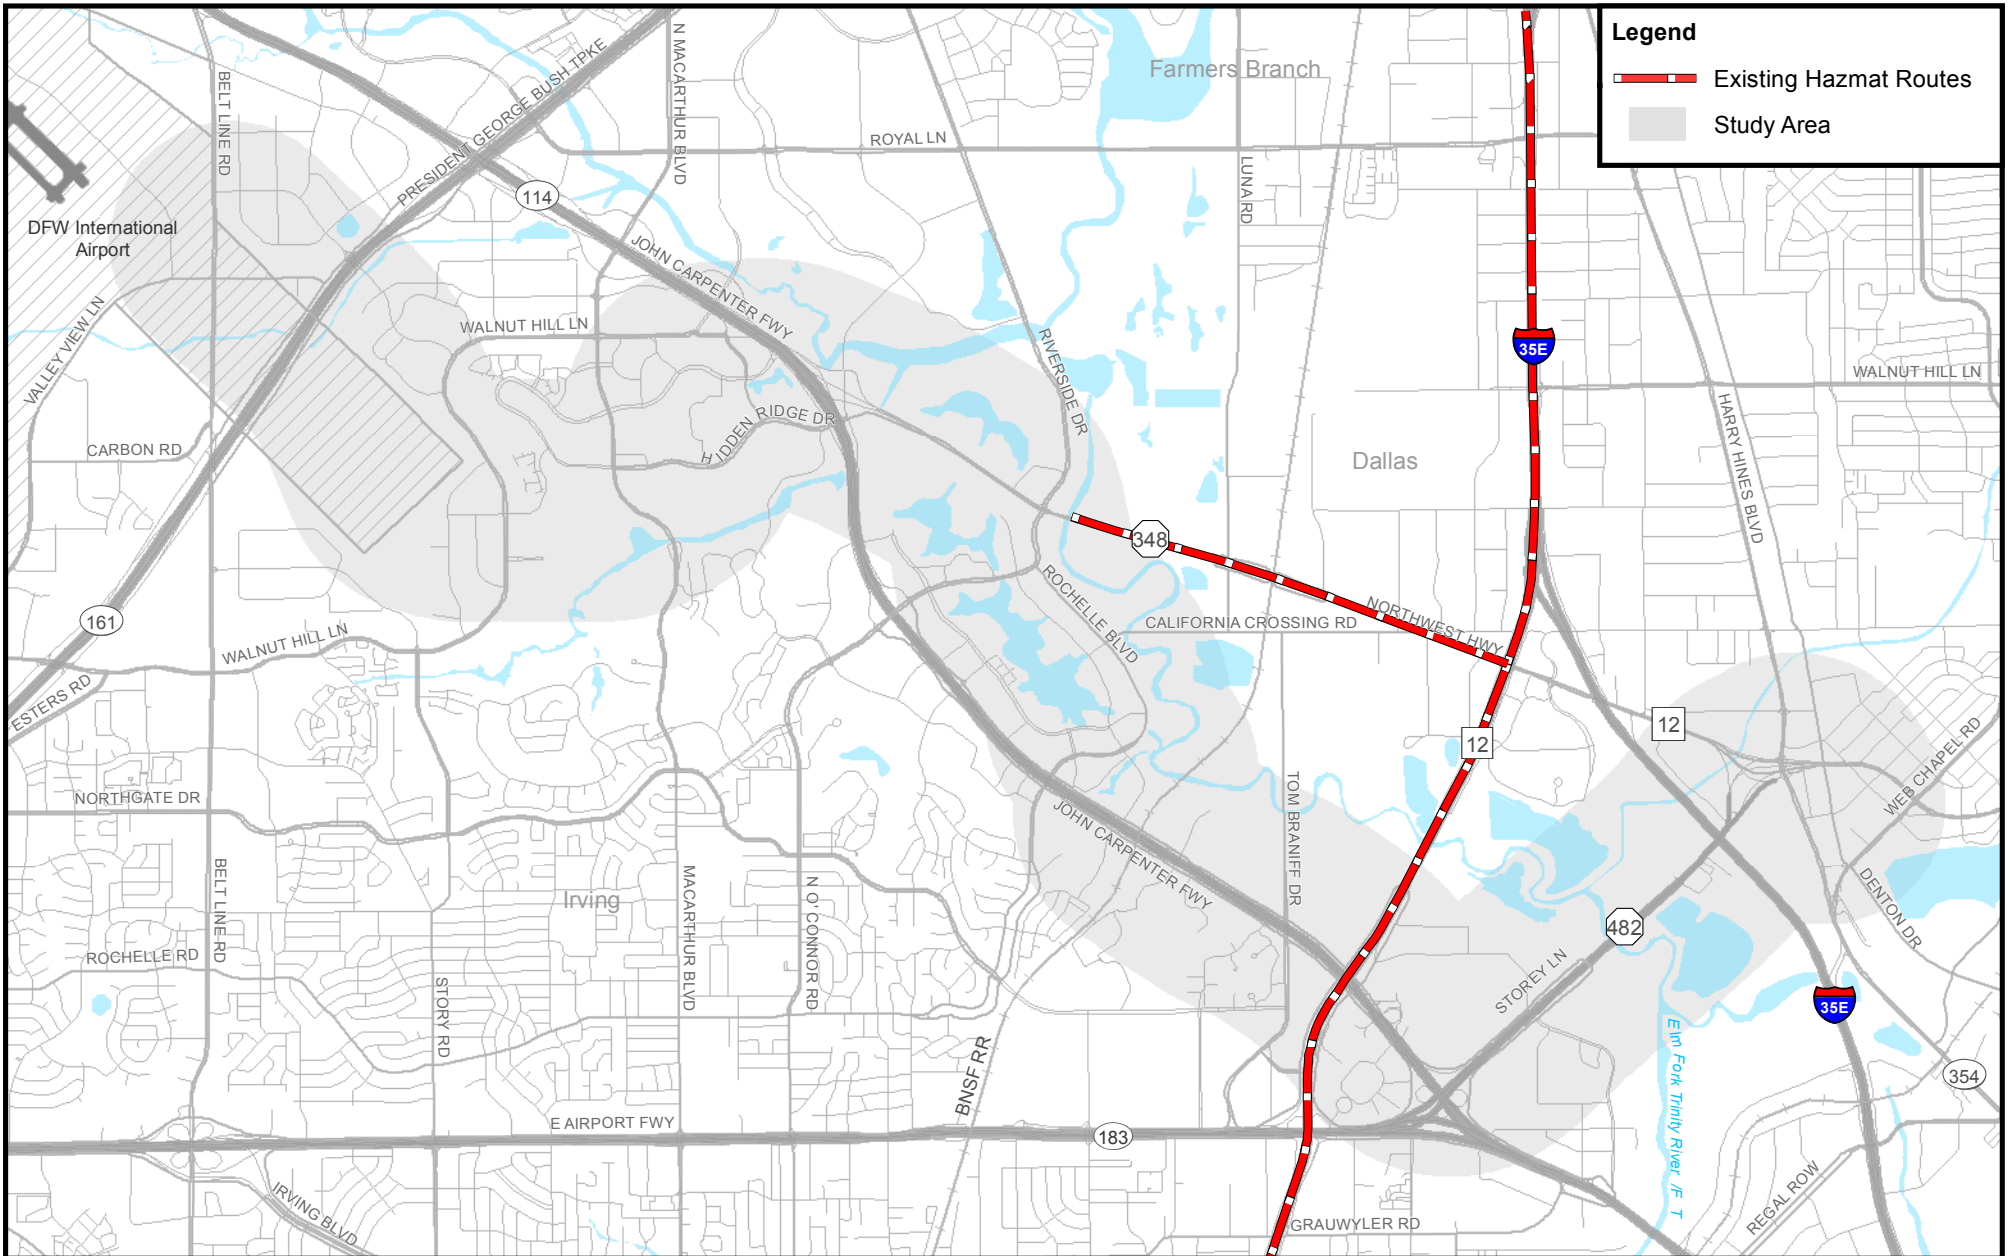 Legend
Existing Hazmat Routes
Study Area
Farmers Branch
N MACARTHUR BLVD
BELT LINE RD
PRESIDENT GEORGE BUSH TPKE
ROYAL LN
LUNA RD
114
DFW International
Airport
JOHN CARPENTER FWY
VALLEY VIEW LN
WALNUT HILL LN
RIVERSIDE DR
35E
WALNUT HILL LN
HARRY HINES BLVD
HIDDEN RIDGE DR
CARBON RD
Dallas
348
NORTHWEST HWY
ROCHELLE BLVD
CALIFORNIA CROSSING RD
161
WALNUT HILL LN
ESTERS RD
12
12
WEB CHAPEL RD
NORTHGATE DR
TOM BRANIFF DR
JOHN CARPENTER FWY
BELT LINE RD
Irving
MACARTHUR BLVD
N O' CONNOR RD
DENTON DR
482
ROCHELLE RD
STORY RD
STOREY LN
35E
BNSF RR
Elm Fork Trinity River /F T
354
E AIRPORT FWY
183
IRVING BLVD
GRAUWYLER RD
REGAL ROW